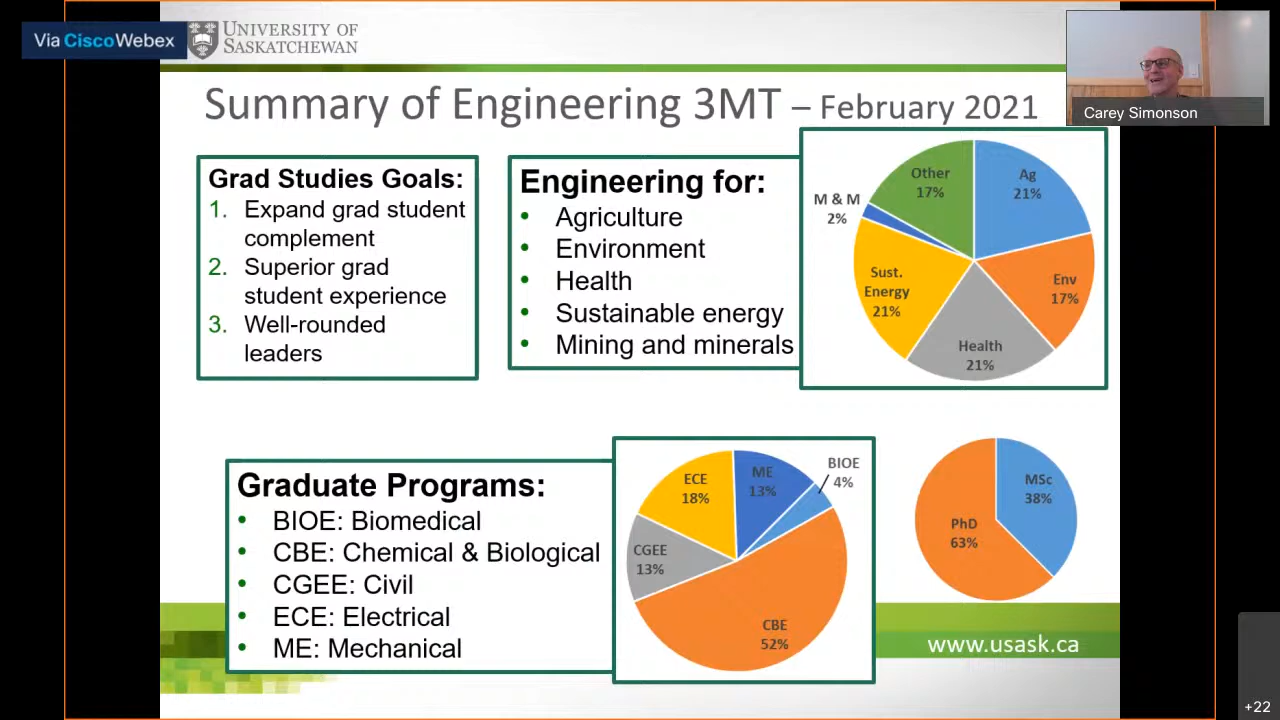 Via CiscoWebex
UNIVERSITY OF
SASKATCHEWAN
Carey Simonson
Summary of Engineering 3MT – February 2021
Grad Studies Goals:
1. Expand grad student
complement
2. Superior grad
student experience
3. Well-rounded
leaders
Engineering for:
• Agriculture
• Environment
• Health
• Sustainable energy
• Mining and minerals
Other
17%
Ag
21%
M & M
2%
Sust.
Energy
21%
Env
17%
Health
21%
Graduate Programs:
• BIOE: Biomedical
• CBE: Chemical & Biological
• CGEE: Civil
• ECE: Electrical
• ME: Mechanical
ECE
18%
ME
13%
BIOE
4%
CGEE
13%
CBE
52%
MSc
38%
PhD
63%
www.usask.ca
+22